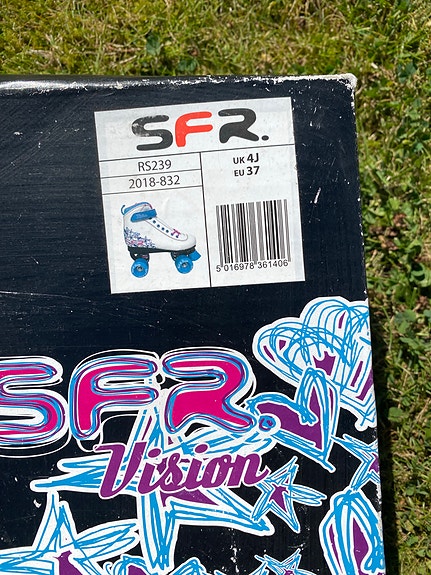 SFR.
RS239
2018-832
UK 4J
EU 37
5 016978 361406
SFR.
Vision